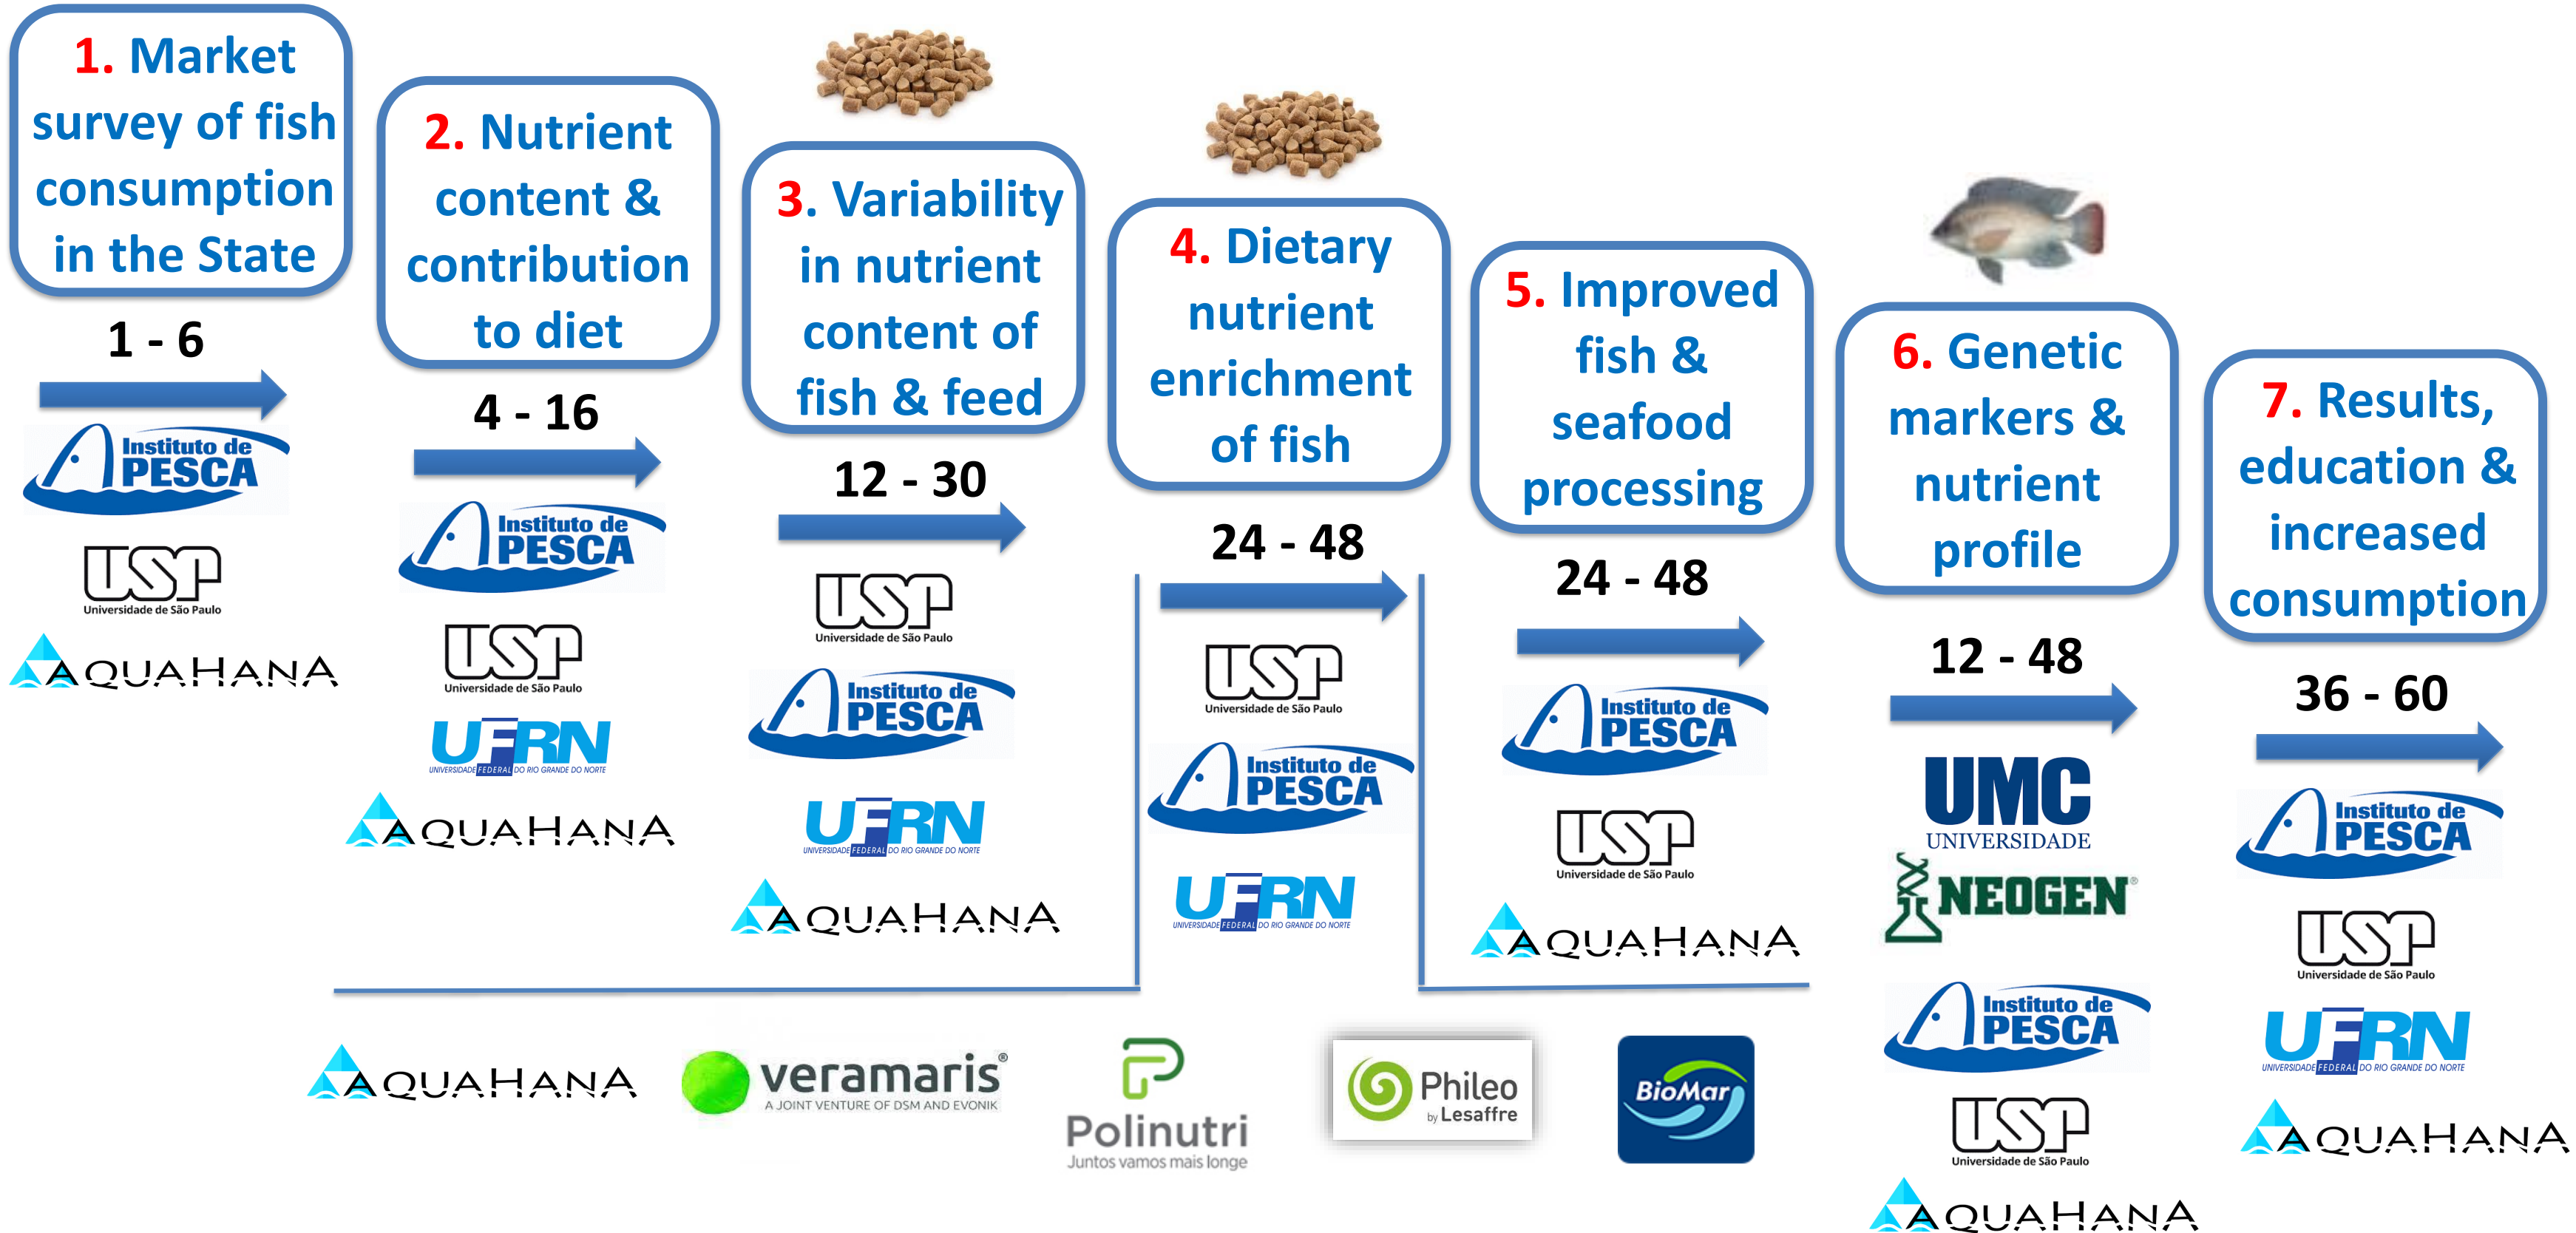 1. Market
survey of fish
consumption
in the State
1 - 6
Instituto de
PESCA
USP
Universidade de São Paulo
AQUAHANA
2. Nutrient
content &
contribution
to diet
4 - 16
Instituto de
PESCA
USP
Universidade de São Paulo
UFRN
UNIVERSIDADE FEDERAL DO RIO GRANDE DO NORTE
AQUAHANA
3. Variability
in nutrient
content of
fish & feed
12 - 30
USP
Universidade de São Paulo
Instituto de
PESCA
UFRN
UNIVERSIDADE FEDERAL DO RIO GRANDE DO NORTE
AQUAHANA
4. Dietary
nutrient
enrichment
of fish
24 - 48
USP
Universidade de São Paulo
Instituto de
PESCA
UFRN
UNIVERSIDADE FEDERAL DO RIO GRANDE DO NORTE
AQUAHANA
veramaris®
A JOINT VENTURE OF DSM AND EVONIK
Polinutri
Juntos vamos mais longe
Phileo
by Lesaffre
BioMar
5. Improved
fish &
seafood
processing
24 - 48
Instituto de
PESCA
USP
Universidade de São Paulo
AQUAHANA
6. Genetic
markers &
nutrient
profile
12 - 48
UMC
UNIVERSIDADE
NEOGEN®
Instituto de
PESCA
USP
Universidade de São Paulo
AQUAHANA
7. Results,
education &
increased
consumption
36 - 60
Instituto de
PESCA
USP
Universidade de São Paulo
UFRN
UNIVERSIDADE FEDERAL DO RIO GRANDE DO NORTE
AQUAHANA